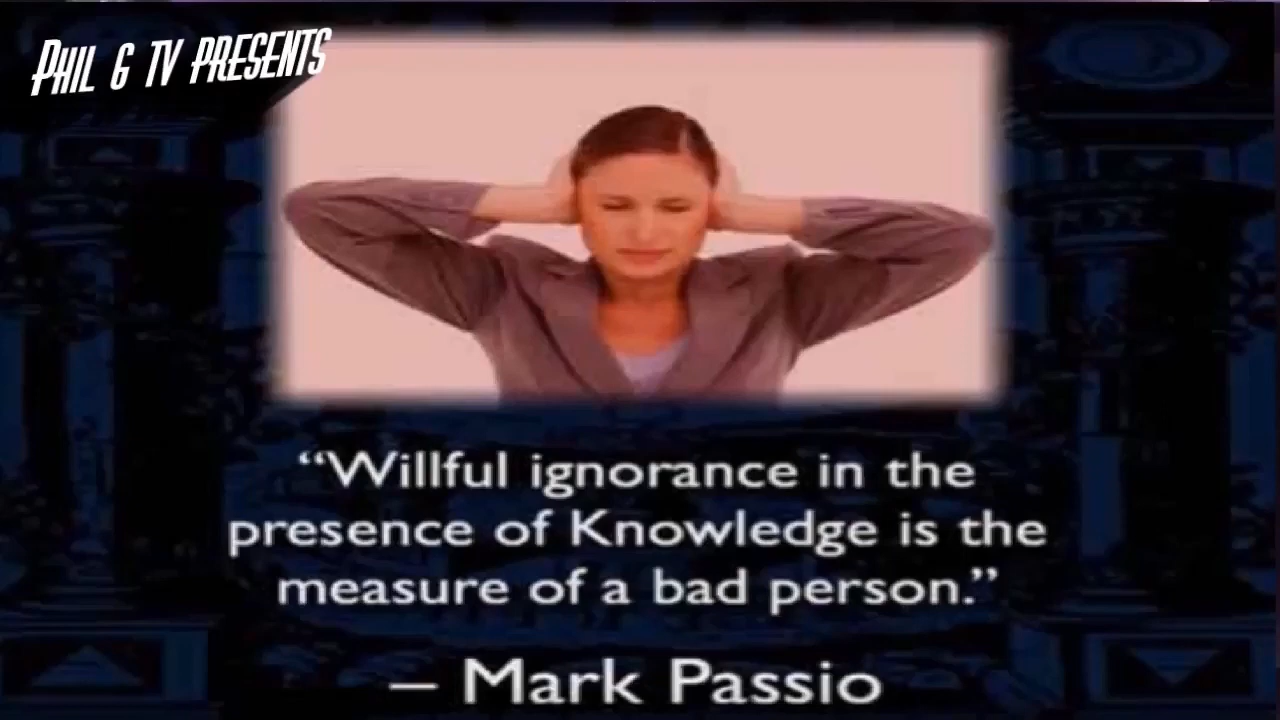 PHIL G TV PRESENTS
“Willful ignorance in the
presence of Knowledge is the
measure of a bad person.”
– Mark Passio